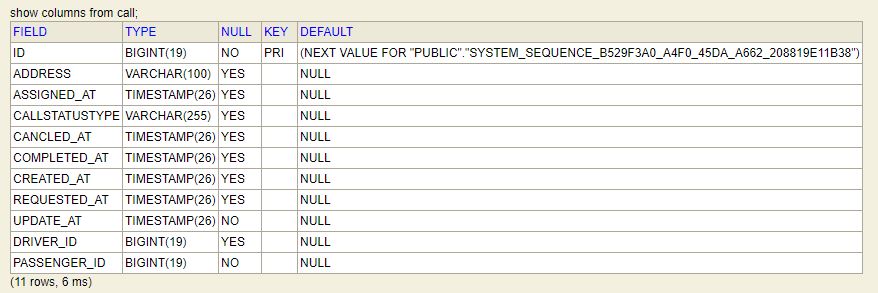 show columns from call;
FIELD TYPE NULL KEY DEFAULT
ID BIGINT(19) NO PRI (NEXT VALUE FOR "PUBLIC"."SYSTEM_SEQUENCE_B529F3A0_A4F0_45DA_A662_208819E11B38")
ADDRESS VARCHAR(100) YES NULL
ASSIGNED_AT TIMESTAMP(26) YES NULL
CALLSTATUSTYPE VARCHAR(255) YES NULL
CANCLED_AT TIMESTAMP(26) YES NULL
COMPLETED_AT TIMESTAMP(26) YES NULL
CREATED_AT TIMESTAMP(26) YES NULL
REQUESTED_AT TIMESTAMP(26) YES NULL
UPDATE_AT TIMESTAMP(26) NO NULL
DRIVER_ID BIGINT(19) YES NULL
PASSENGER_ID BIGINT(19) NO NULL
(11 rows, 6 ms)